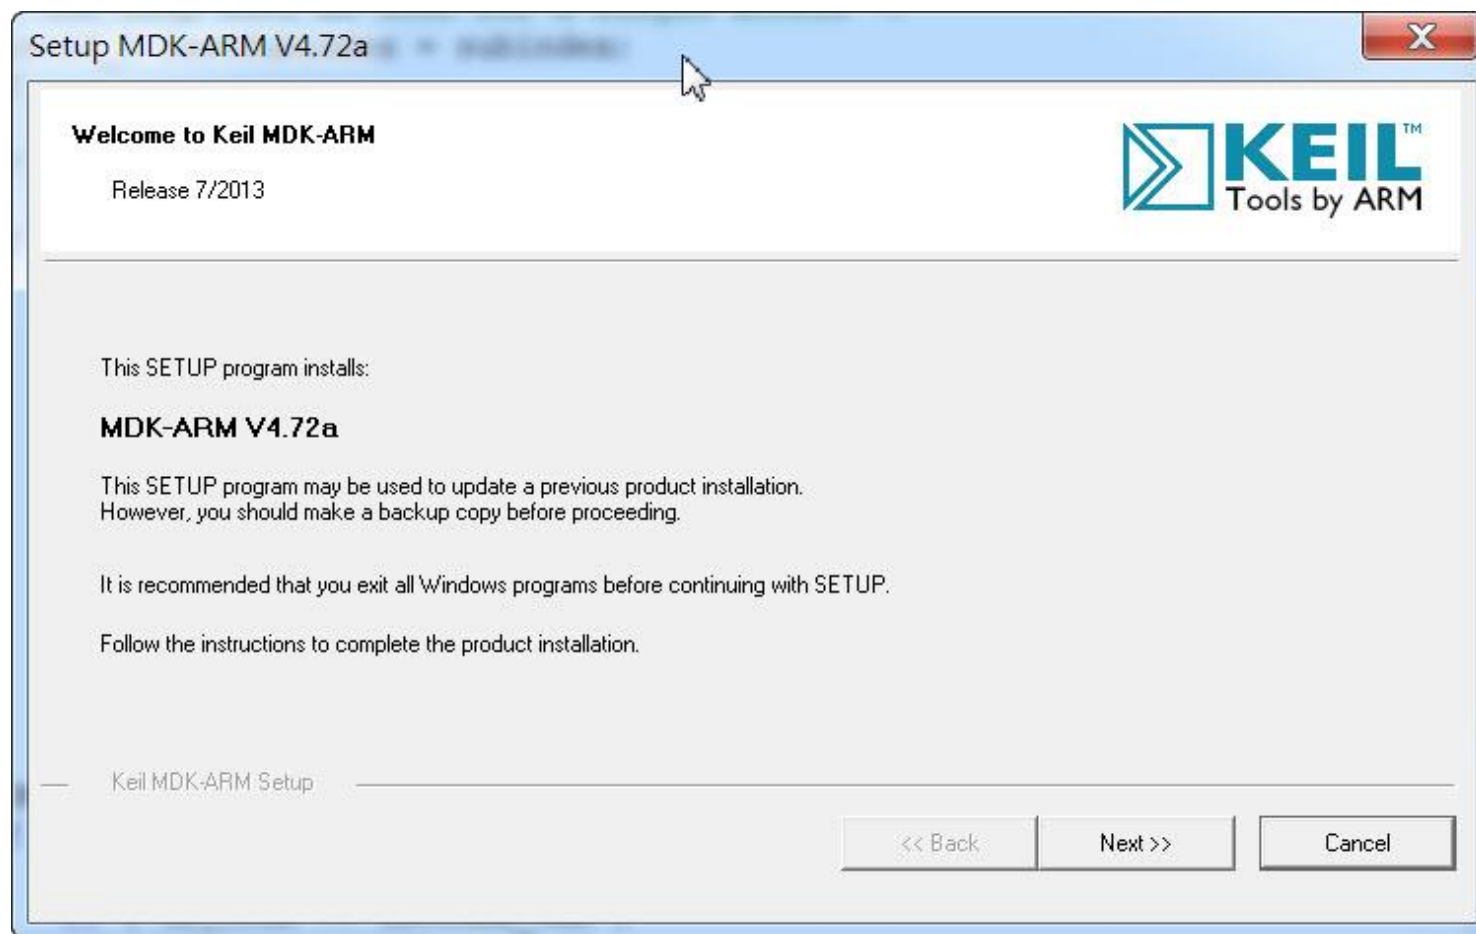 Setup MDK-ARM V4.72a
Welcome to Keil MDK-ARM
Release 7/2013
KEIL™
Tools by ARM
This SETUP program installs:
MDK-ARM V4.72a
This SETUP program may be used to update a previous product installation.
However, you should make a backup copy before proceeding.
It is recommended that you exit all Windows programs before continuing with SETUP.
Follow the instructions to complete the product installation.
Keil MDK-ARM Setup
<< Back
Next >>
Cancel